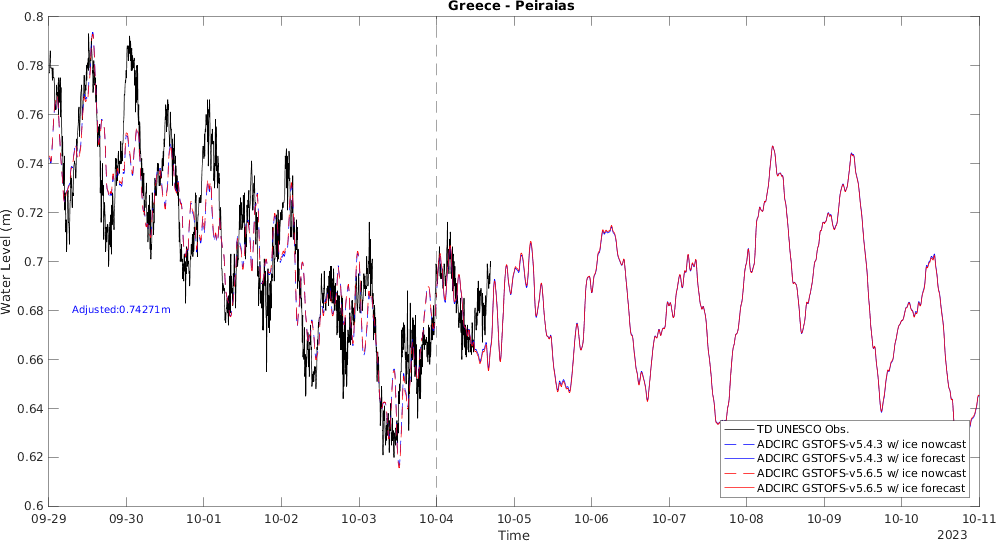 Greece - Peiraias
0.8
0.78
0.76
0.74
0.72
0.7
0.68
0.66
0.64
0.62
0.6
Water Level (m)
Adjusted:0.74271m
TD UNESCO Obs.
ADCIRC GSTOFS-v5.4.3 w/ ice nowcast
ADCIRC GSTOFS-v5.4.3 w/ ice forecast
ADCIRC GSTOFS-v5.6.5 w/ ice nowcast
ADCIRC GSTOFS-v5.6.5 w/ ice forecast
09-29 09-30 10-01 10-02 10-03 10-04 10-05 10-06 10-07 10-08 10-09 10-10 10-11
Time
2023